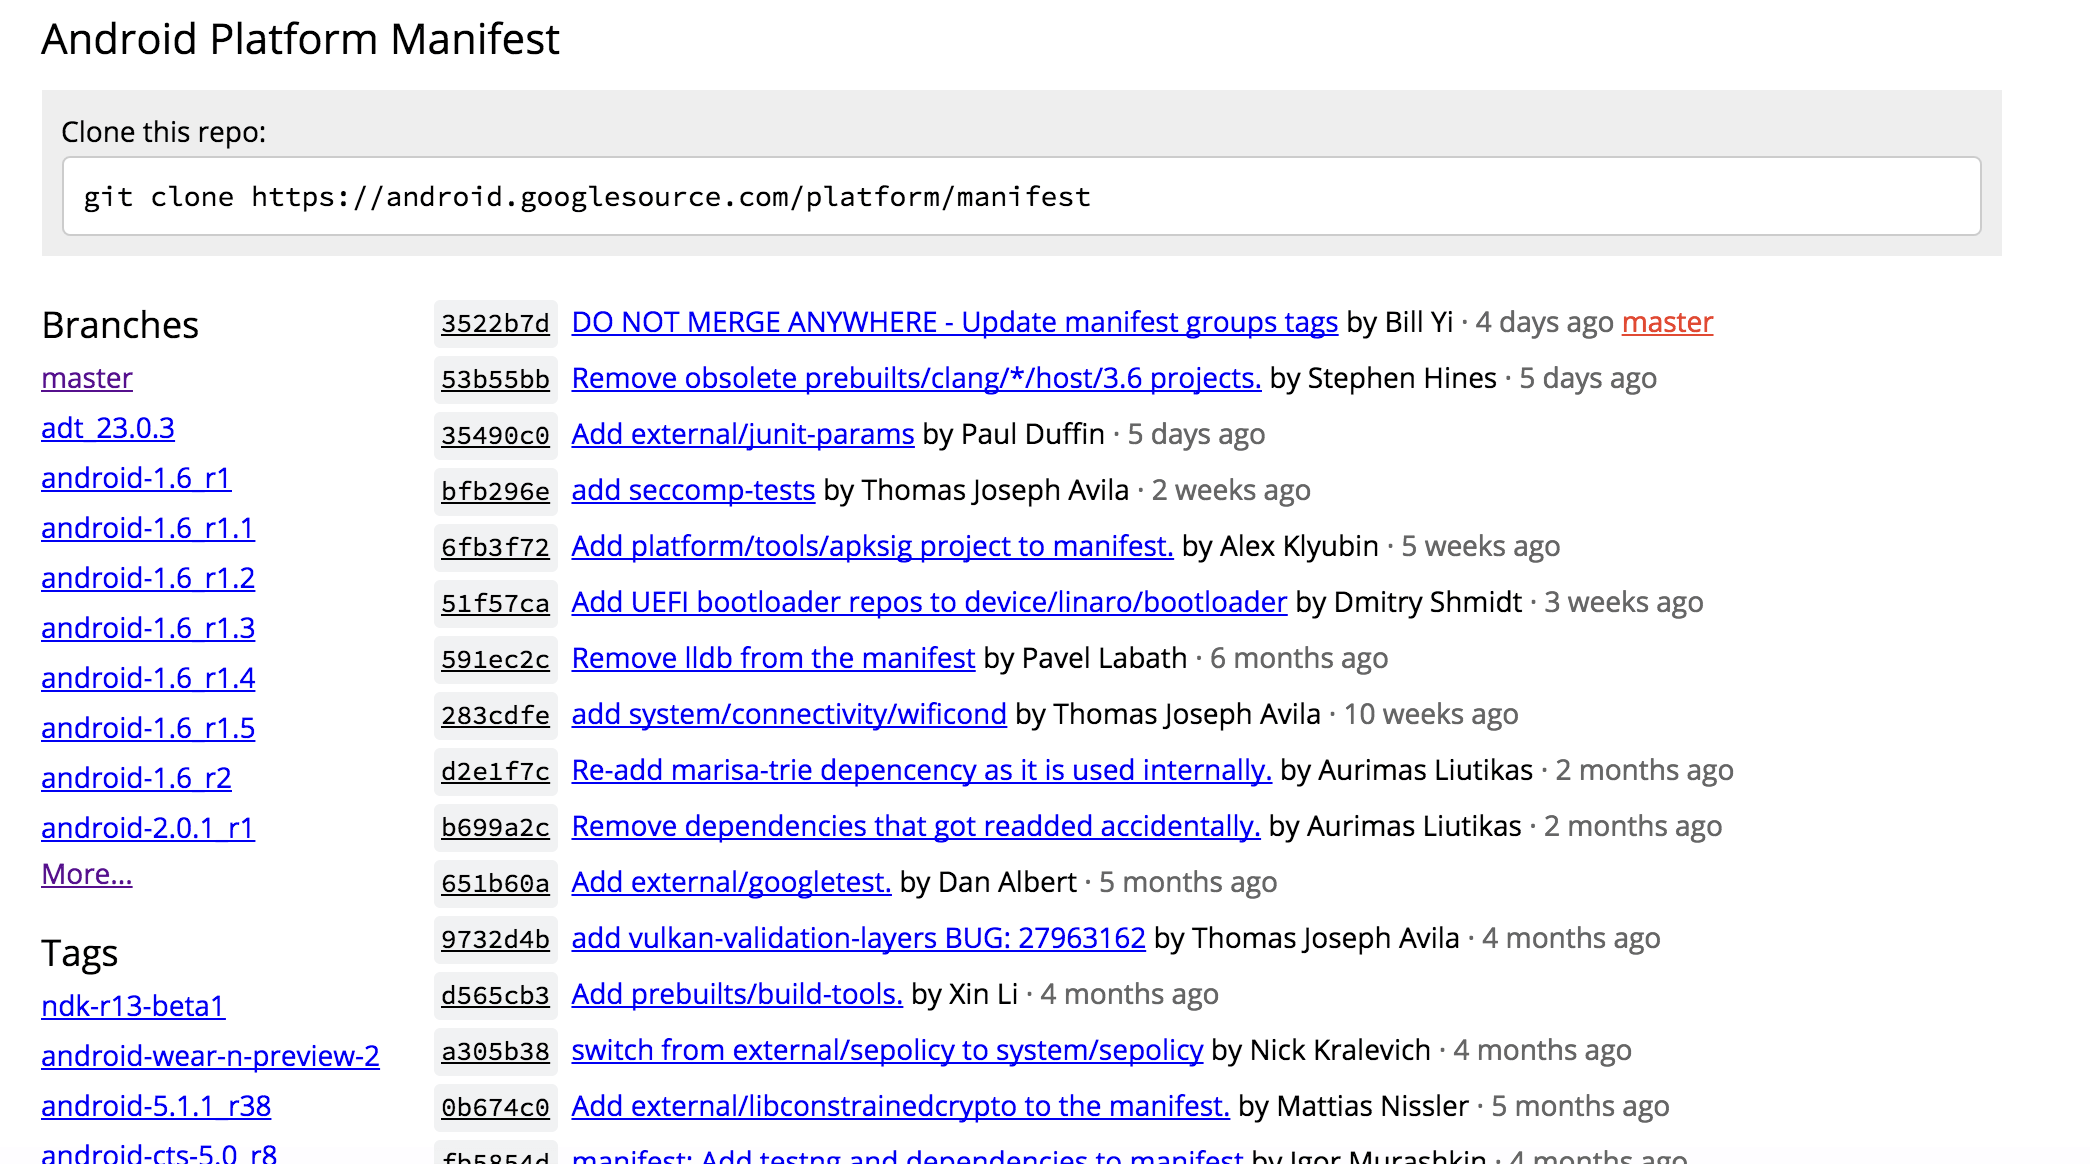 Android Platform Manifest
Clone this repo:
git clone https://android.googlesource.com/platform/manifest
Branches
master
adt_23.0.3
android-1.6_r1
android-1.6_r1.1
android-1.6_r1.2
android-1.6_r1.3
android-1.6_r1.4
android-1.6_r1.5
android-1.6_r2
android-2.0.1_r1
More...
Tags
ndk-r13-beta1
android-wear-n-preview-2
android-5.1.1_r38
android-cts-5.0_r8
3522b7d DO NOT MERGE ANYWHERE - Update manifest groups tags by Bill Yi · 4 days ago master
53b55bb Remove obsolete prebuilts/clang/*/host/3.6 projects. by Stephen Hines · 5 days ago
35490c0 Add external/junit-params by Paul Duffin · 5 days ago
bfb296e add seccomp-tests by Thomas Joseph Avila · 2 weeks ago
6fb3f72 Add platform/tools/apksig project to manifest. by Alex Klyubin · 5 weeks ago
51f57ca Add UEFI bootloader repos to device/linaro/bootloader by Dmitry Shmidt · 3 weeks ago
591ec2c Remove lldb from the manifest by Pavel Labath · 6 months ago
283cdfe add system/connectivity/wificond by Thomas Joseph Avila · 10 weeks ago
d2e1f7c Re-add marisa-trie depencency as it is used internally. by Aurimas Liutikas · 2 months ago
b699a2c Remove dependencies that got readded accidentally. by Aurimas Liutikas · 2 months ago
651b60a Add external/googletest. by Dan Albert · 5 months ago
9732d4b add vulkan-validation-layers BUG: 27963162 by Thomas Joseph Avila · 4 months ago
d565cb3 Add prebuilts/build-tools. by Xin Li · 4 months ago
a305b38 switch from external/sepolicy to system/sepolicy by Nick Kralevich · 4 months ago
0b674c0 Add external/libconstrainedcrypto to the manifest. by Mattias Nissler · 5 months ago
fb5854d manifest: Add testng and dependencies to manifest by Igor Murashkin · 4 months ago